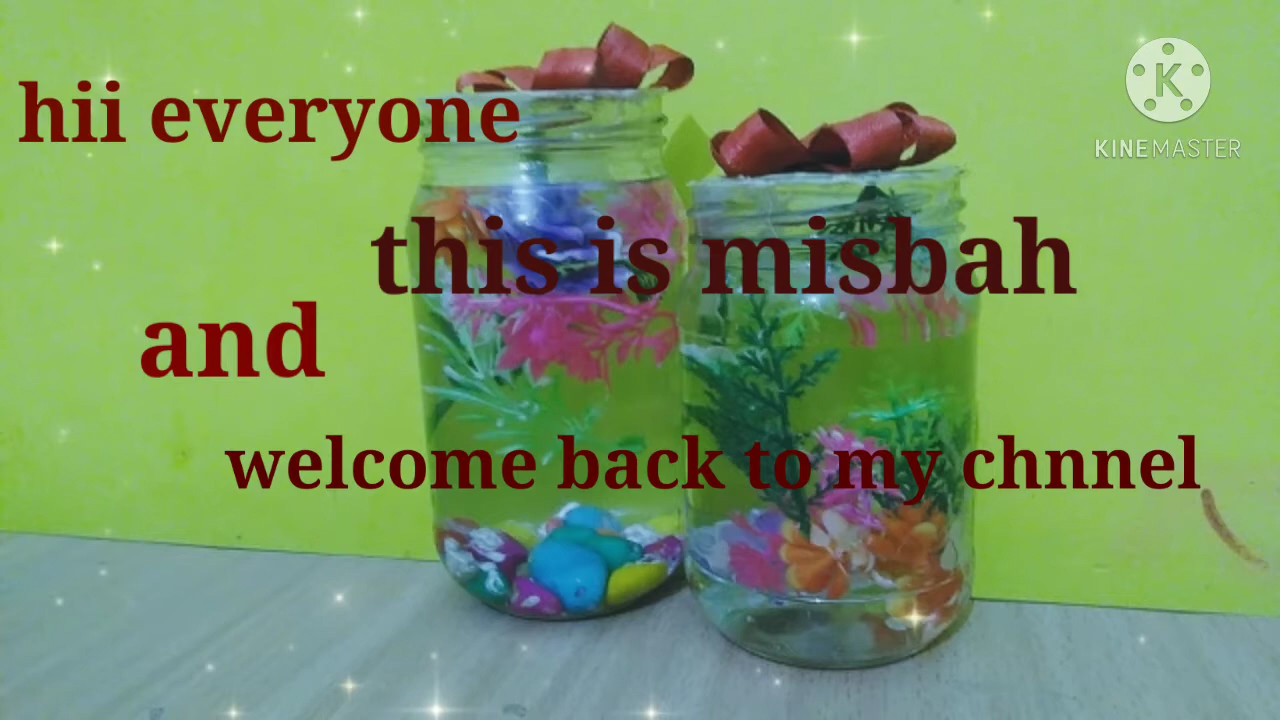 hii everyone
KINEMASTER
this is misbah
and
welcome back to my chnnel